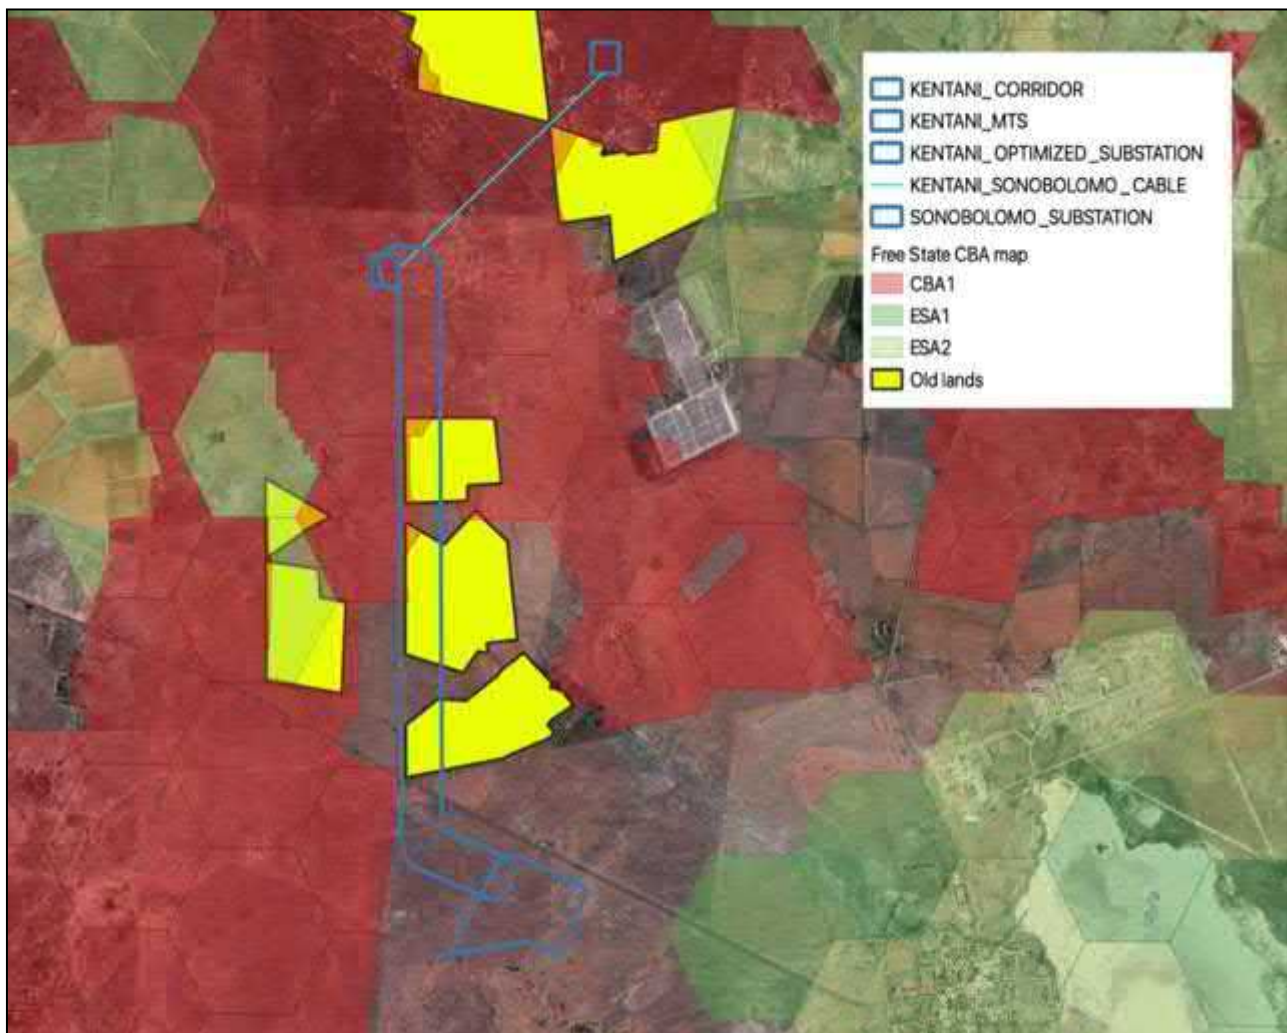 KENTANI_CORRIDOR
KENTANI_MTS
KENTANI_OPTIMIZED_SUBSTATION
KENTANI_SONOBOLOMO_CABLE
SONOBOLOMO_SUBSTATION
Free State CBA map
CBA1
ESA1
ESA2
Old lands